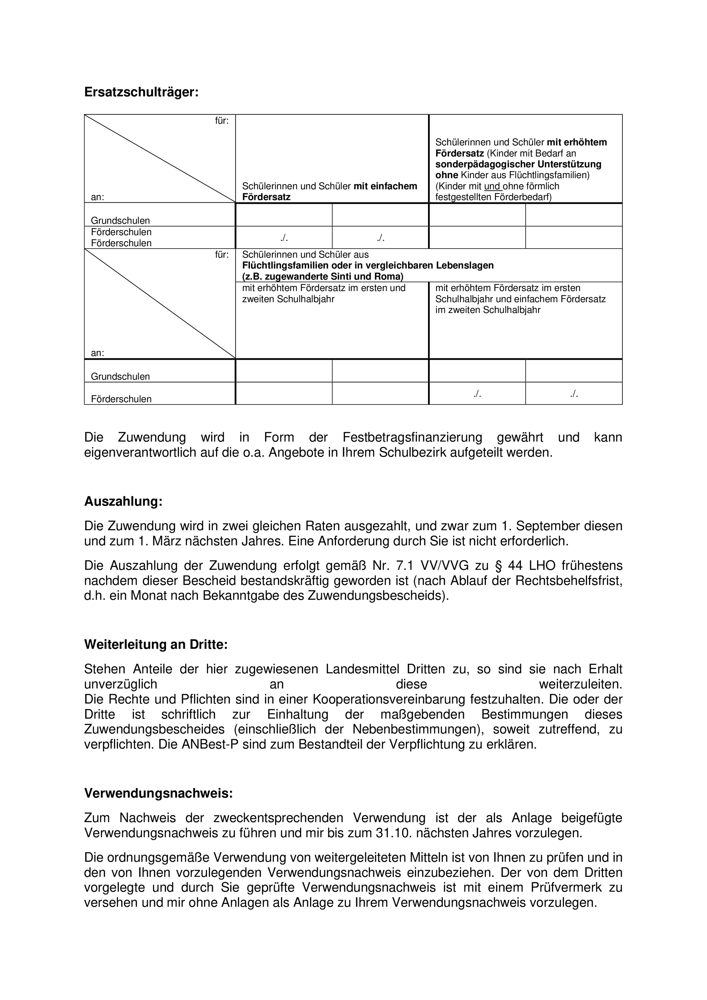 Ersatzschulträger:
für:
an:
Schülerinnen und Schüler mit einfachem
Fördersatz
Schülerinnen und Schüler mit erhöhtem
Fördersatz (Kinder mit Bedarf an
sonderpädagogischer Unterstützung
ohne Kinder aus Flüchtlingsfamilien)
(Kinder mit und ohne förmlich
festgestellten Förderbedarf)
Grundschulen
Förderschulen
Förderschulen
./.
./.
für:
an:
Schülerinnen und Schüler aus
Flüchtlingsfamilien oder in vergleichbaren Lebenslagen
(z.B. zugewanderte Sinti und Roma)
mit erhöhtem Fördersatz im ersten und
zweiten Schulhalbjahr
mit erhöhtem Fördersatz im ersten
Schulhalbjahr und einfachem Fördersatz
im zweiten Schulhalbjahr
Grundschulen
Förderschulen
./.
./.
Die Zuwendung wird in Form der Festbetragsfinanzierung gewährt und kann
eigenverantwortlich auf die o.a. Angebote in Ihrem Schulbezirk aufgeteilt werden.
Auszahlung:
Die Zuwendung wird in zwei gleichen Raten ausgezahlt, und zwar zum 1. September diesen
und zum 1. März nächsten Jahres. Eine Anforderung durch Sie ist nicht erforderlich.
Die Auszahlung der Zuwendung erfolgt gemäß Nr. 7.1 VV/VVG zu § 44 LHO frühestens
nachdem dieser Bescheid bestandskräftig geworden ist (nach Ablauf der Rechtsbehelfsfrist,
d.h. ein Monat nach Bekanntgabe des Zuwendungsbescheids).
Weiterleitung an Dritte:
Stehen Anteile der hier zugewiesenen Landesmittel Dritten zu, so sind sie nach Erhalt
unverzüglich an diese weiterzuleiten.
Die Rechte und Pflichten sind in einer Kooperationsvereinbarung festzuhalten. Die oder der
Dritte ist schriftlich zur Einhaltung der maßgebenden Bestimmungen dieses
Zuwendungsbescheides (einschließlich der Nebenbestimmungen), soweit zutreffend, zu
verpflichten. Die ANBest-P sind zum Bestandteil der Verpflichtung zu erklären.
Verwendungsnachweis:
Zum Nachweis der zweckentsprechenden Verwendung ist der als Anlage beigefügte
Verwendungsnachweis zu führen und mir bis zum 31.10. nächsten Jahres vorzulegen.
Die ordnungsgemäße Verwendung von weitergeleiteten Mitteln ist von Ihnen zu prüfen und in
den von Ihnen vorzulegenden Verwendungsnachweis einzubeziehen. Der von dem Dritten
vorgelegte und durch Sie geprüfte Verwendungsnachweis ist mit einem Prüfvermerk zu
versehen und mir ohne Anlagen als Anlage zu Ihrem Verwendungsnachweis vorzulegen.